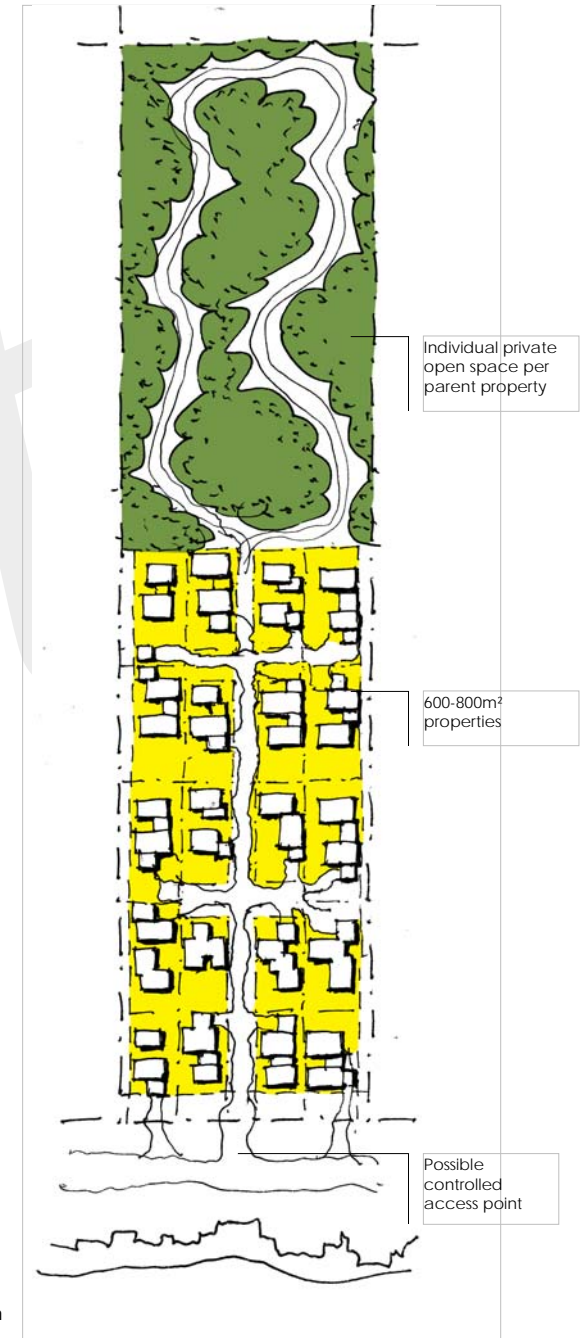 Individual private
open space per
parent property
600-800m²
properties
Possible
controlled
access point